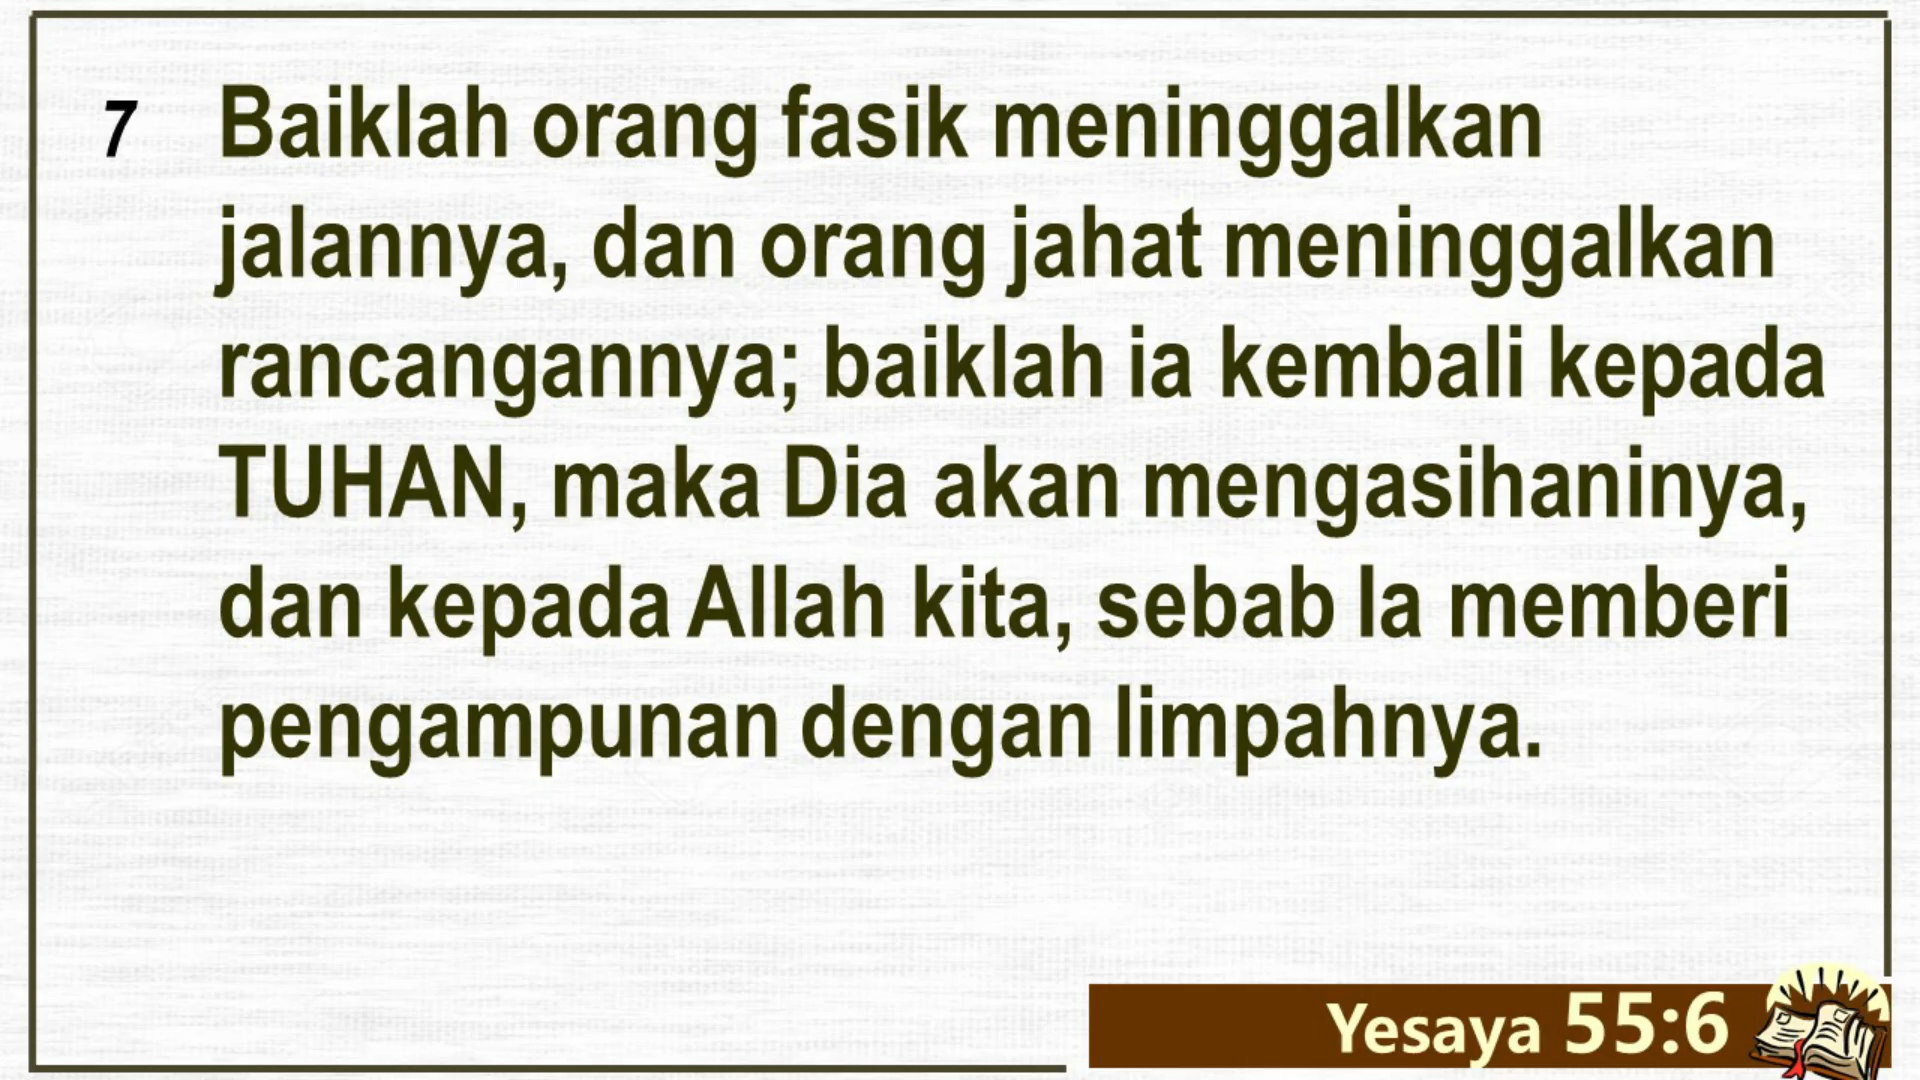 7 Baiklah orang fasik meninggalkan
jalannya, dan orang jahat meninggalkan
rancangannya; baiklah ia kembali kepada
TUHAN, maka Dia akan mengasihaninya,
dan kepada Allah kita, sebab Ia memberi
pengampunan dengan limpahnya.
Yesaya 55:6